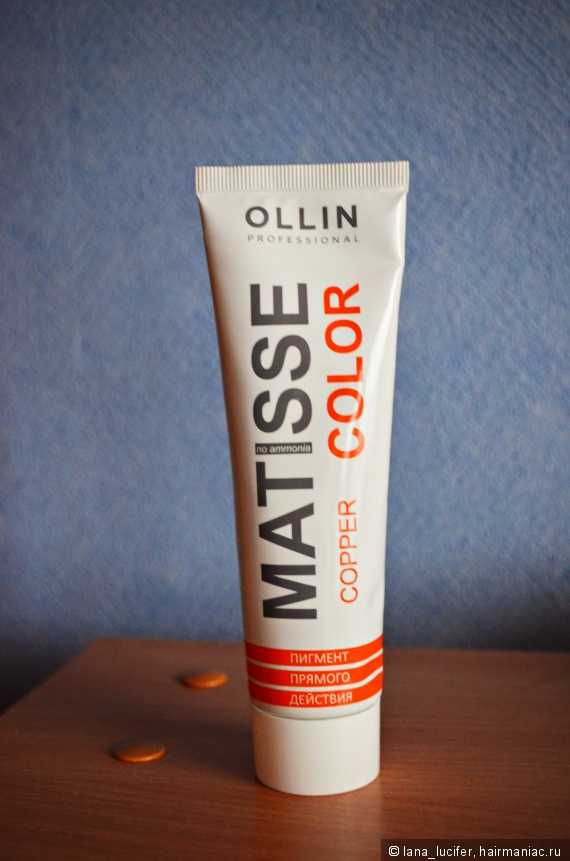 OLLIN
PROFESSIONAL
MATISSE
no ammonia
COLOR
COPPER
ПИГМЕНТ
ПРЯМОГО
ДЕЙСТВИЯ
© lana_lucifer, hairmaniac.ru